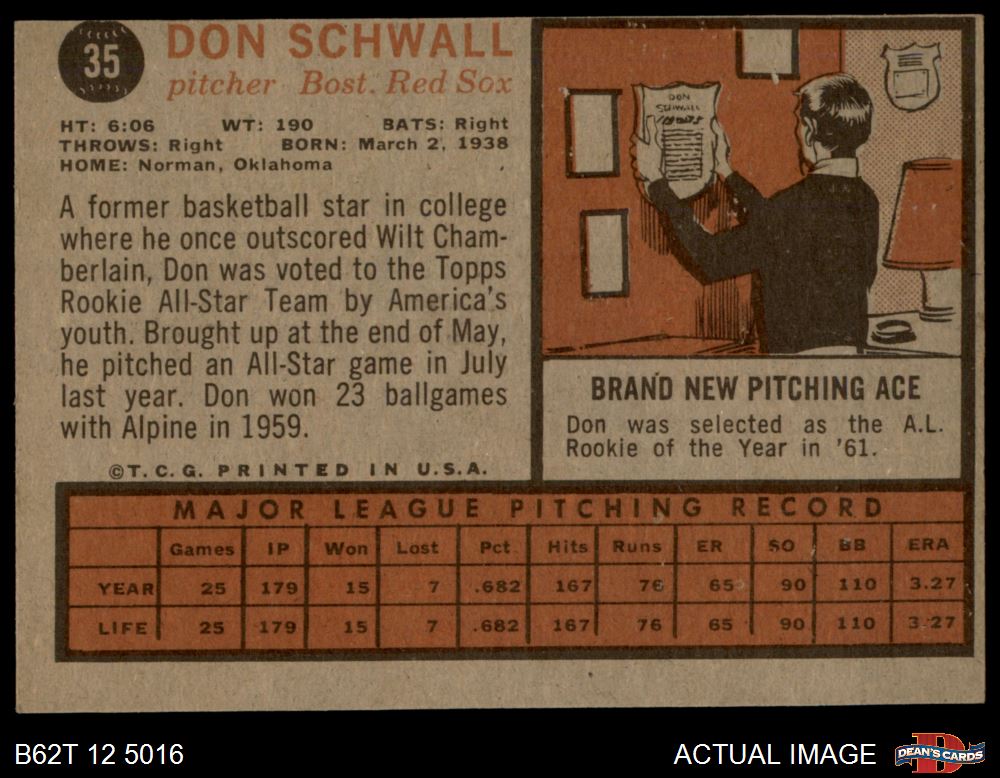 35
DON SCHWALL
pitcher Bost. Red Sox
HT: 6:06 WT: 190 BATS: Right
THROWS: Right BORN: March 2, 1938
HOME: Norman, Oklahoma
A former basketball star in college
where he once outscored Wilt Cham-
berlain, Don was voted to the Topps
Rookie All-Star Team by America's
youth. Brought up at the end of May,
he pitched an All-Star game in July
last year. Don won 23 ballgames
with Alpine in 1959.
©T.C.G. PRINTED IN U.S.A.
DON
SCHWALL
BRAND NEW PITCHING ACE
Don was selected as the A.L.
Rookie of the Year in '61.
MAJOR LEAGUE PITCHING RECORD
Games IP Won Lost Pct. Hits Runs ER SO BB ERA
YEAR 25 179 15 7 .682 167 76 65 90 110 3.27
LIFE 25 179 15 7 .682 167 76 65 90 110 3.27
B62T 12 5016
ACTUAL IMAGE
DEAN'S CARDS